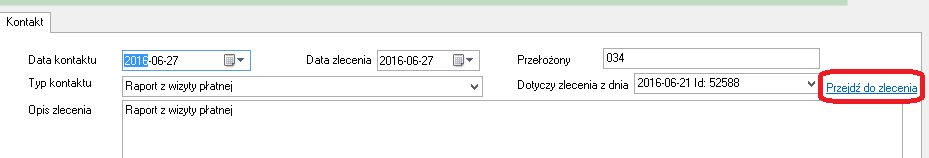 Kontakt
Data kontaktu 2016-06-27 Data zlecenia 2016-06-27 Przełożony 034
Typ kontaktu Raport z wizyty płatnej Dotyczy zlecenia z dnia 2016-06-21 Id: 52588 Przejdź do zlecenia
Opis zlecenia Raport z wizyty płatnej